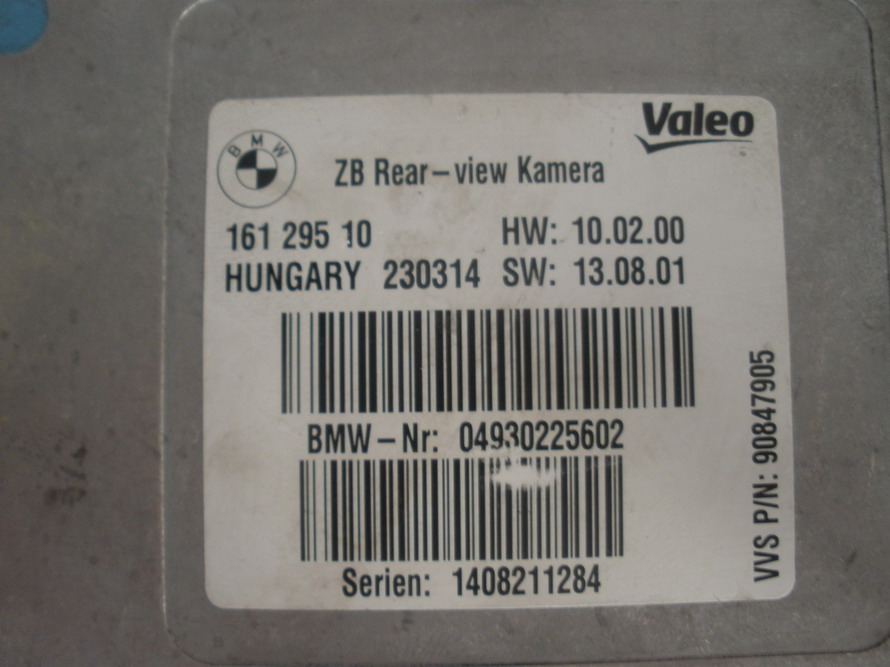 BMW
Valeo
ZB Rear-view Kamera
161 295 10 HW: 10.02.00
HUNGARY 230314 SW: 13.08.01
BMW-Nr: 04930225602
Serien: 1408211284
VVS P/N: 90847905